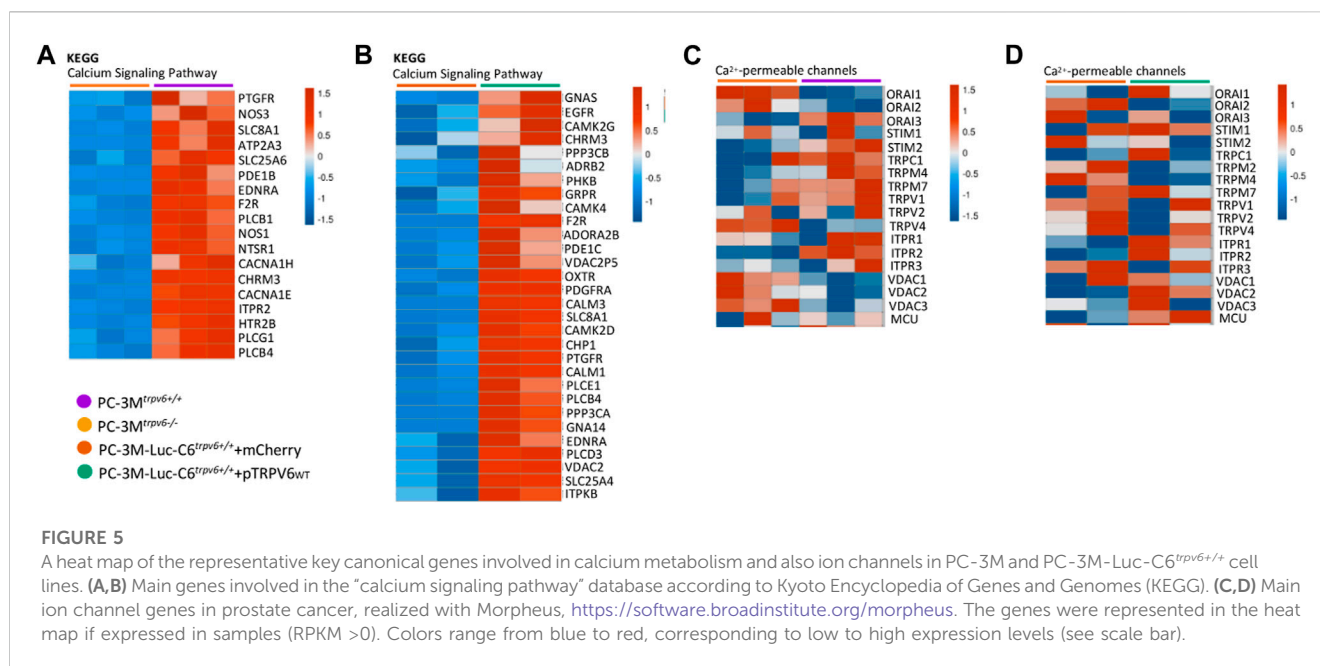 A
KEGG
Calcium Signaling Pathway
PTGFR
NOS3
SLC8A1
ATP2A3
SLC25A6
PDE1B
EDNRA
F2R
PLCB1
NOS1
NTSR1
CACNA1H
CHRM3
CACNA1E
ITPR2
HTR2B
PLCG1
PLCB4
1.5
1
0.5
0
-0.5
-1
-1.5
PC-3Mtrpv6+/+
PC-3Mtrpv6-/-
PC-3M-Luc-C6trpv6+/++mCherry
PC-3M-Luc-C6trpv6+/++pTRPV6WT
B
KEGG
Calcium Signaling Pathway
GNAS
EGFR
CAMK2G
CHRM3
PPP3CB
ADRB2
PHKB
GRPR
CAMK4
F2R
ADORA2B
PDE1C
VDAC2P5
OXTR
PDGFRA
CALM3
SLC8A1
CAMK2D
CHP1
PTGFR
CALM1
PLCE1
PLCB4
PPP3CA
GNA14
EDNRA
PLCD3
VDAC2
SLC25A4
ITPKB
1
0.5
0
-0.5
-1
C
Ca2+-permeable channels
ORAI1
ORAI2
ORAI3
STIM1
STIM2
TRPC1
TRPM4
TRPM7
TRPV1
TRPV2
TRPV4
ITPR1
ITPR2
ITPR3
VDAC1
VDAC2
VDAC3
MCU
1.5
1
0.5
0
-0.5
-1
-1.5
D
Ca2+-permeable channels
ORAI1
ORAI2
ORAI3
STIM1
STIM2
TRPC1
TRPM2
TRPM4
TRPM7
TRPV1
TRPV2
TRPV4
ITPR1
ITPR2
ITPR3
VDAC1
VDAC2
VDAC3
MCU
1
0.5
0
-0.5
-1
FIGURE 5
A heat map of the representative key canonical genes involved in calcium metabolism and also ion channels in PC-3M and PC-3M-Luc-C6trpv6+/+ cell
lines. (A,B) Main genes involved in the “calcium signaling pathway” database according to Kyoto Encyclopedia of Genes and Genomes (KEGG). (C,D) Main
ion channel genes in prostate cancer, realized with Morpheus, https://software.broadinstitute.org/morpheus. The genes were represented in the heat
map if expressed in samples (RPKM >0). Colors range from blue to red, corresponding to low to high expression levels (see scale bar).